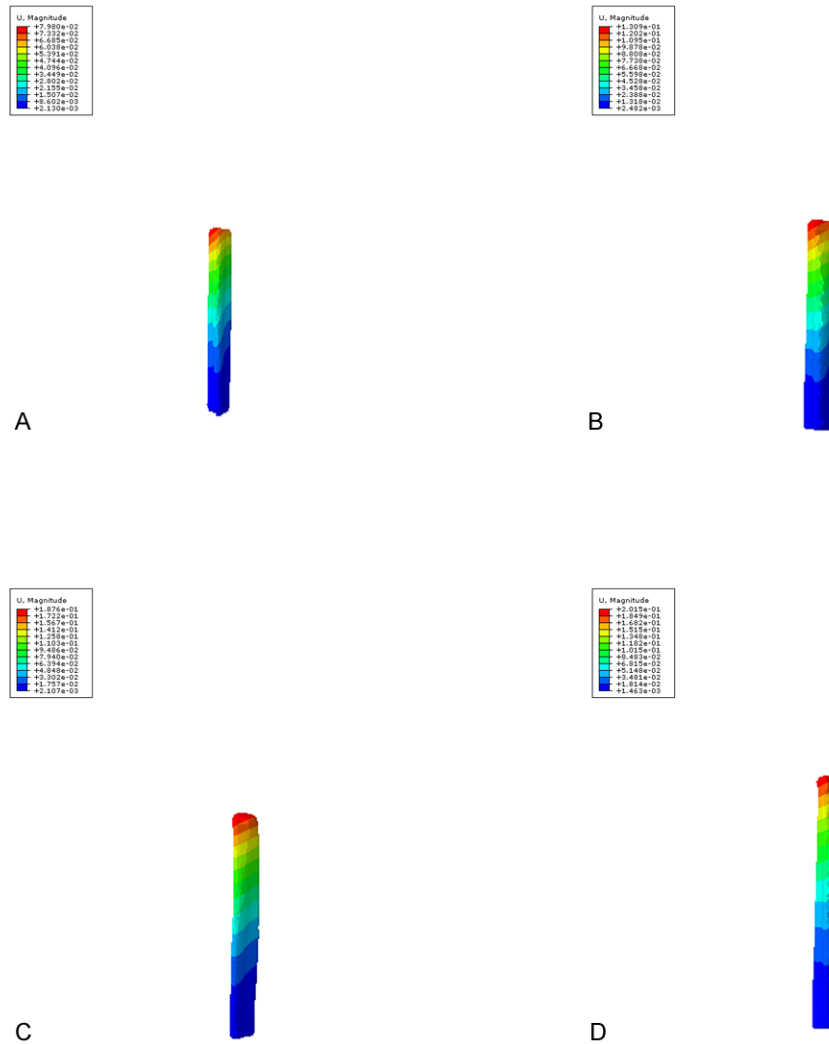 U, Magnitude
+7.980e-02
+7.332e-02
+6.685e-02
+6.038e-02
+5.391e-02
+4.744e-02
+4.096e-02
+3.449e-02
+2.802e-02
+2.155e-02
+1.507e-02
+8.602e-03
+2.130e-03
A
U, Magnitude
+1.309e-01
+1.202e-01
+1.095e-01
+9.878e-02
+8.808e-02
+7.738e-02
+6.668e-02
+5.598e-02
+4.528e-02
+3.458e-02
+2.388e-02
+1.318e-02
+2.482e-03
B
U, Magnitude
+1.876e-01
+1.722e-01
+1.567e-01
+1.412e-01
+1.258e-01
+1.103e-01
+9.486e-02
+7.940e-02
+6.394e-02
+4.848e-02
+3.302e-02
+1.757e-02
+2.107e-03
C
U, Magnitude
+2.015e-01
+1.849e-01
+1.682e-01
+1.515e-01
+1.348e-01
+1.182e-01
+1.015e-01
+8.483e-02
+6.815e-02
+5.148e-02
+3.481e-02
+1.814e-02
+1.463e-03
D